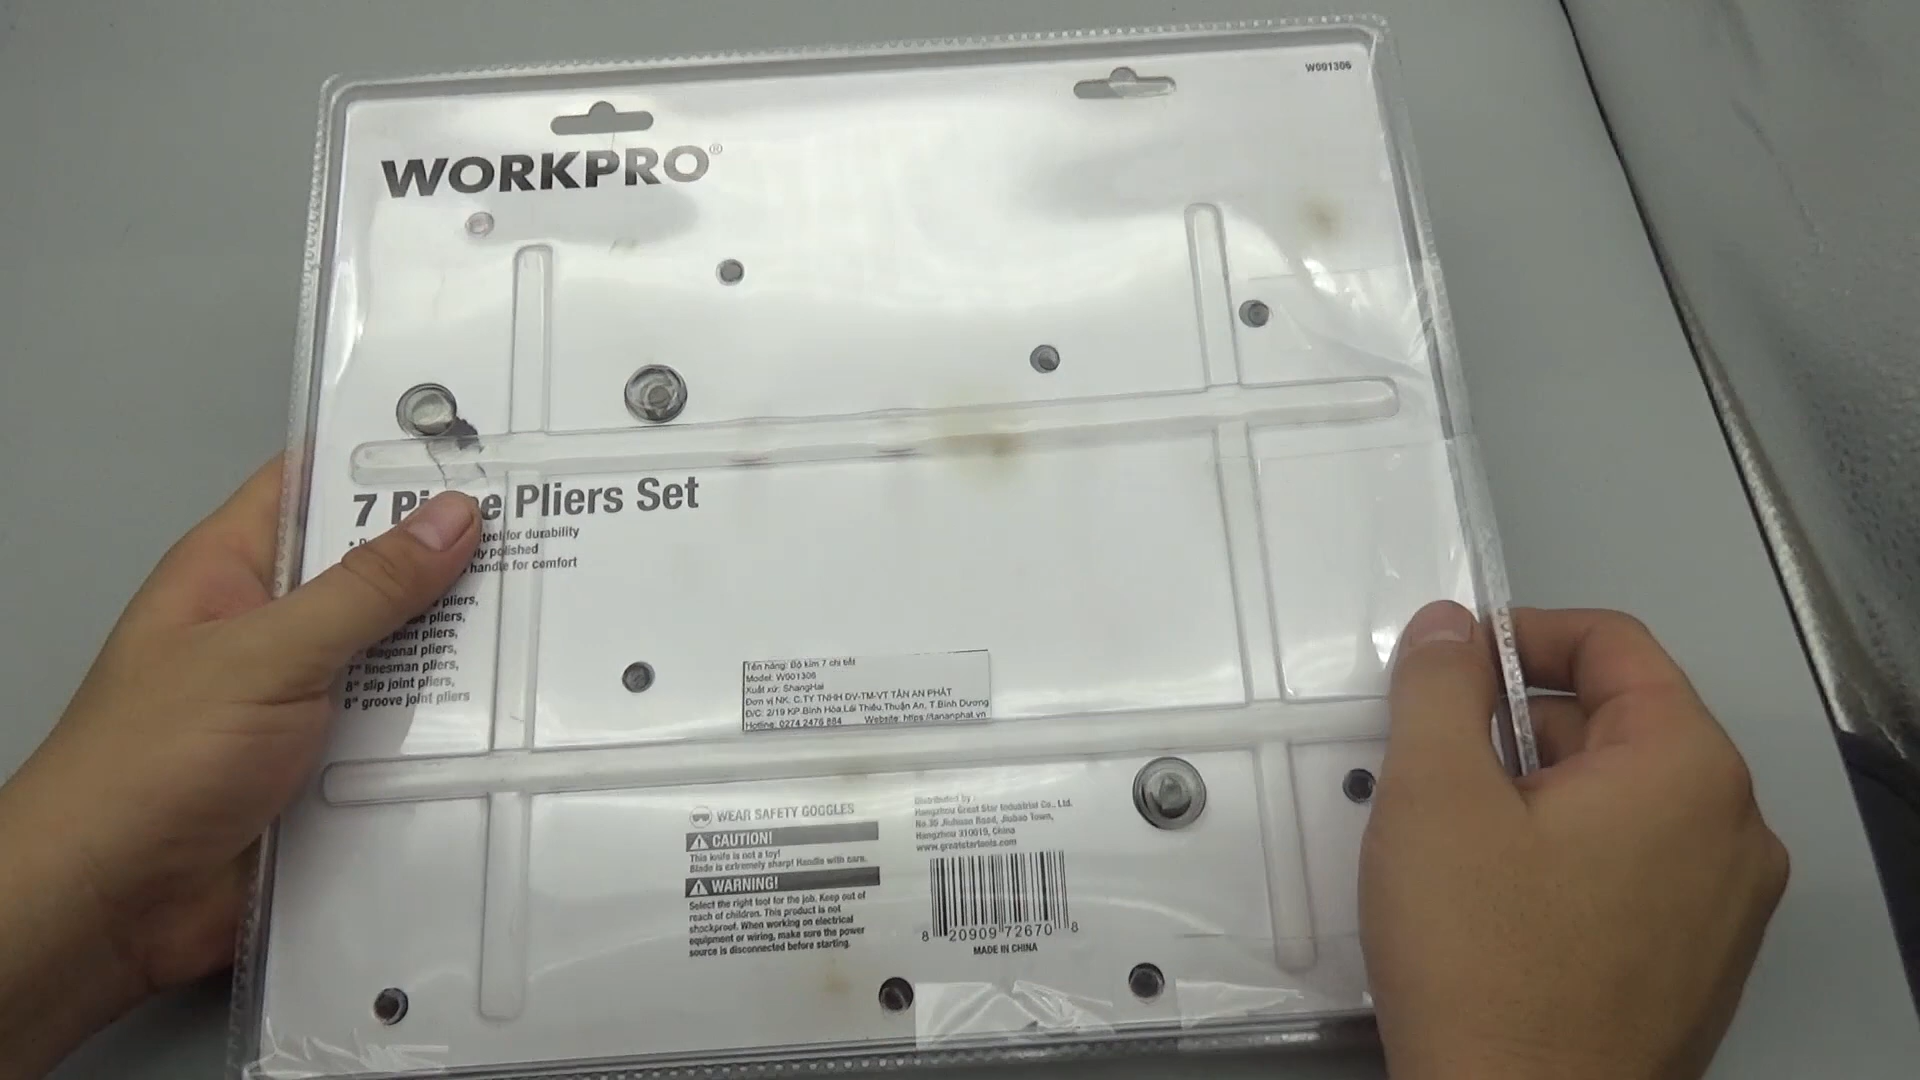 W001306
WORKPRO®
7 Pi e Pliers Set
teel for durability
ly polished
handle for comfort
pliers,
pliers,
joint pliers,
diagonal pliers,
7" linesman pliers,
8" slip joint pliers,
8" groove joint pliers
Tên hàng: Bộ kìm 7 chi tiết
Model: W001306
Xuất xứ: ShangHai
Đơn vị NK: C.TY TNHH DV-TM-VT TÂN AN PHÁT
Đ/C: 2/19 KP.Bình Hòa,Lái Thiêu,Thuận An, T.Bình Dương
Hotline: 0274 2476 884 Website: https://tananphat.vn
WEAR SAFETY GOGGLES
CAUTION!
This knife is not a toy!
Blade is extremely sharp! Handle with care.
WARNING!
Select the right tool for the job. Keep out of
reach of children. This product is not
shockproof. When working on electrical
equipment or wiring, make sure the power
source is disconnected before starting.
Distributed by :
Hangzhou Great Star Industrial Co., Ltd.
No.35 Jiuhuan Road, Jiubao Town,
Hangzhou 310019, China
www.greatstartools.com
8 20909 72670 8
MADE IN CHINA